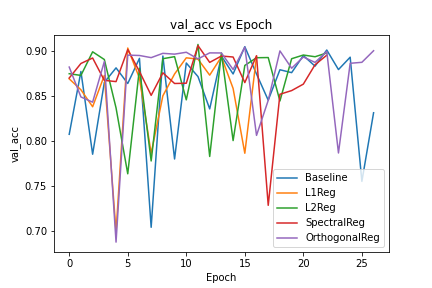 val_acc vs Epoch
val_acc
0.90
0.85
0.80
0.75
0.70
0
5
10
15
20
25
Epoch
Baseline
L1Reg
L2Reg
SpectralReg
OrthogonalReg